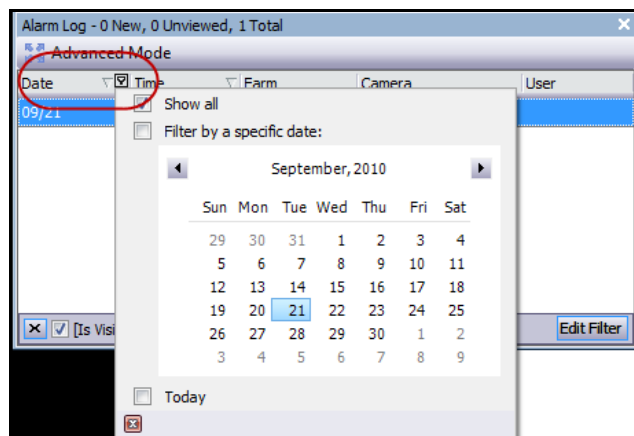 Alarm Log - 0 New, 0 Unviewed, 1 Total
Advanced Mode
Date Time Farm Camera User
09/21
Show all
Filter by a specific date:
September, 2010
Sun Mon Tue Wed Thu Fri Sat
29 30 31 1 2 3 4
5 6 7 8 9 10 11
12 13 14 15 16 17 18
19 20 21 22 23 24 25
26 27 28 29 30 1 2
3 4 5 6 7 8 9
[Is Visi Edit Filter
Today